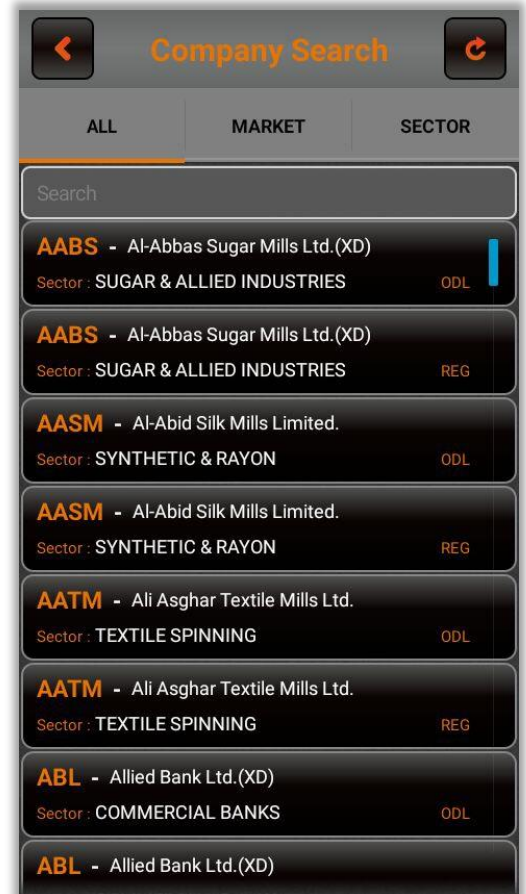 Company Search
ALL MARKET SECTOR
Search
AABS - Al-Abbas Sugar Mills Ltd.(XD)
Sector : SUGAR & ALLIED INDUSTRIES ODL
AABS - Al-Abbas Sugar Mills Ltd.(XD)
Sector : SUGAR & ALLIED INDUSTRIES REG
AASM - Al-Abid Silk Mills Limited.
Sector : SYNTHETIC & RAYON ODL
AASM - Al-Abid Silk Mills Limited.
Sector : SYNTHETIC & RAYON REG
AATM - Ali Asghar Textile Mills Ltd.
Sector : TEXTILE SPINNING ODL
AATM - Ali Asghar Textile Mills Ltd.
Sector : TEXTILE SPINNING REG
ABL - Allied Bank Ltd.(XD)
Sector : COMMERCIAL BANKS ODL
ABL - Allied Bank Ltd.(XD)